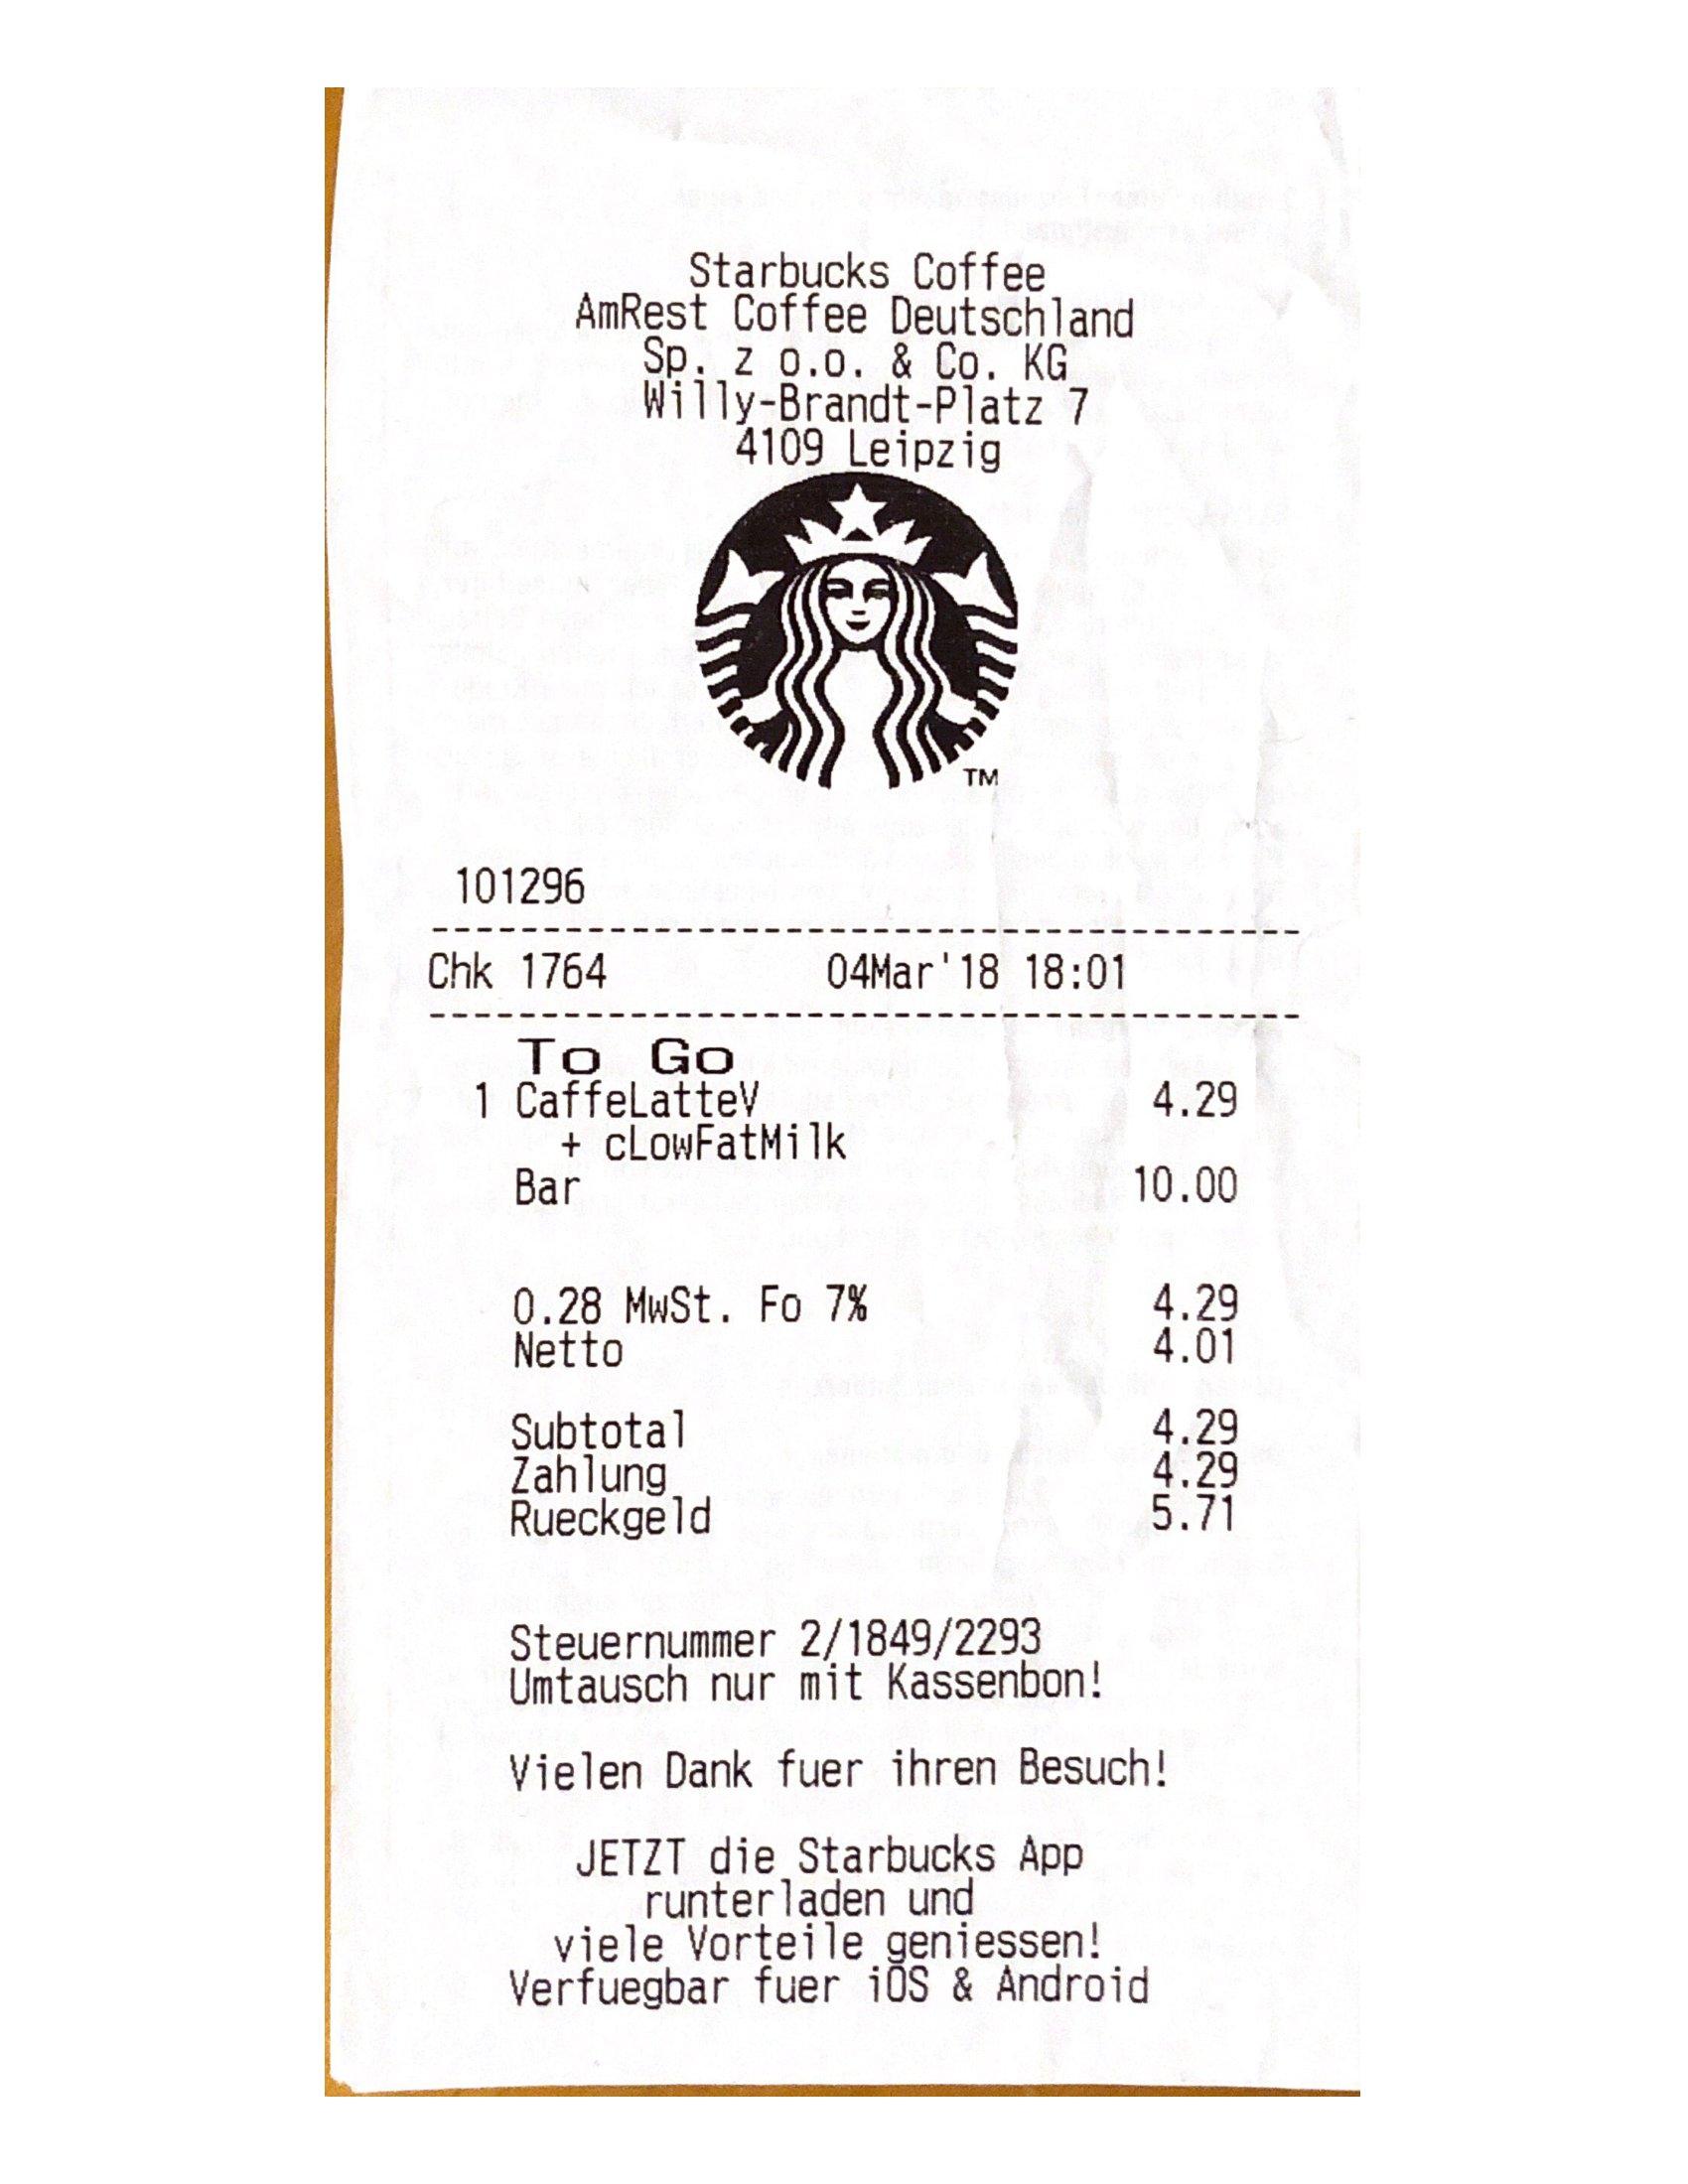 Starbucks Coffee
AmRest Coffee Deutschland
Sp. z o.o. & Co. KG
Willy-Brandt-Platz 7
4109 Leipzig
TM
101296
Chk 1764 04Mar'18 18:01
To Go
1 CaffeLatteV 4.29
+ cLowFatMilk
Bar 10.00
0.28 MwSt. Fo 7% 4.29
Netto 4.01
Subtotal 4.29
Zahlung 4.29
Rueckgeld 5.71
Steuernummer 2/1849/2293
Umtausch nur mit Kassenbon!
Vielen Dank fuer ihren Besuch!
JETZT die Starbucks App
runterladen und
viele Vorteile geniessen!
Verfuegbar fuer iOS & Android